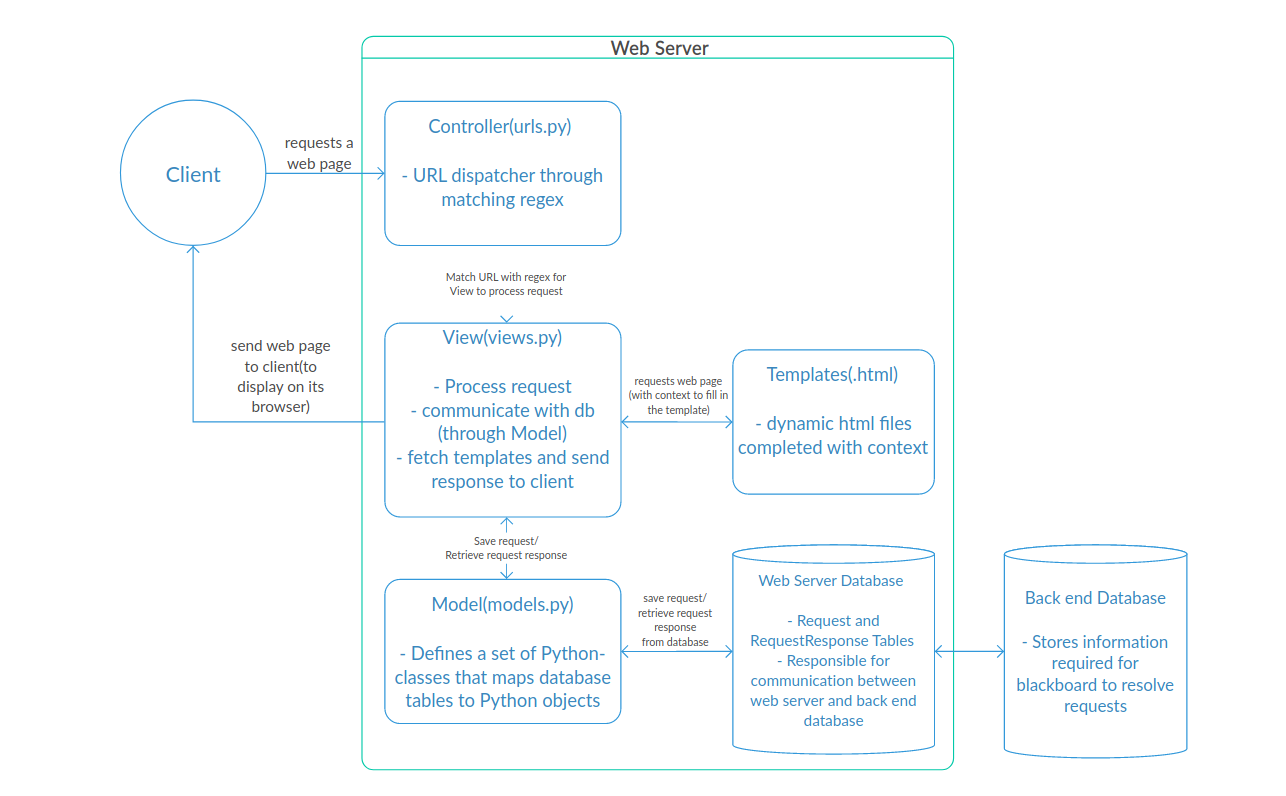 Web Server
Client
requests a
web page
Controller(urls.py)
- URL dispatcher through
matching regex
Match URL with regex for
View to process request
send web page
to client(to
display on its
browser)
View(views.py)
- Process request
- communicate with db
(through Model)
- fetch templates and send
response to client
requests web page
(with context to fill in
the template)
Templates(.html)
- dynamic html files
completed with context
Save request/
Retrieve request response
Model(models.py)
- Defines a set of Python-
classes that maps database
tables to Python objects
save request/
retrieve request
response
from database
Web Server Database
- Request and
RequestResponse Tables
- Responsible for
communication between
web server and back end
database
Back end Database
- Stores information
required for
blackboard to resolve
requests